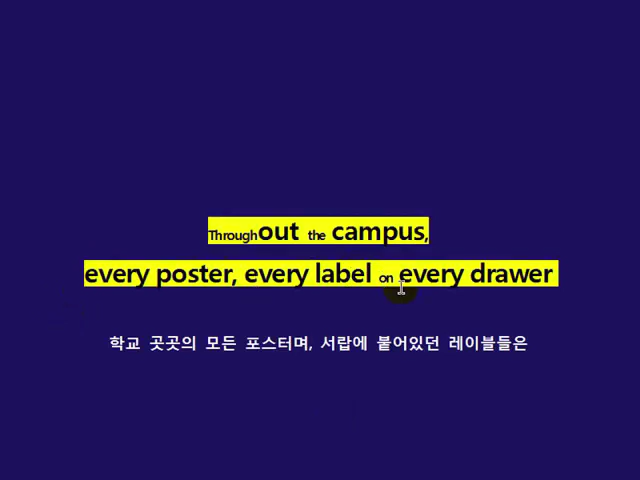 Throughout the campus,
every poster, every label on every drawer
학교 곳곳의 모든 포스터며, 서랍에 붙어있던 레이블들은